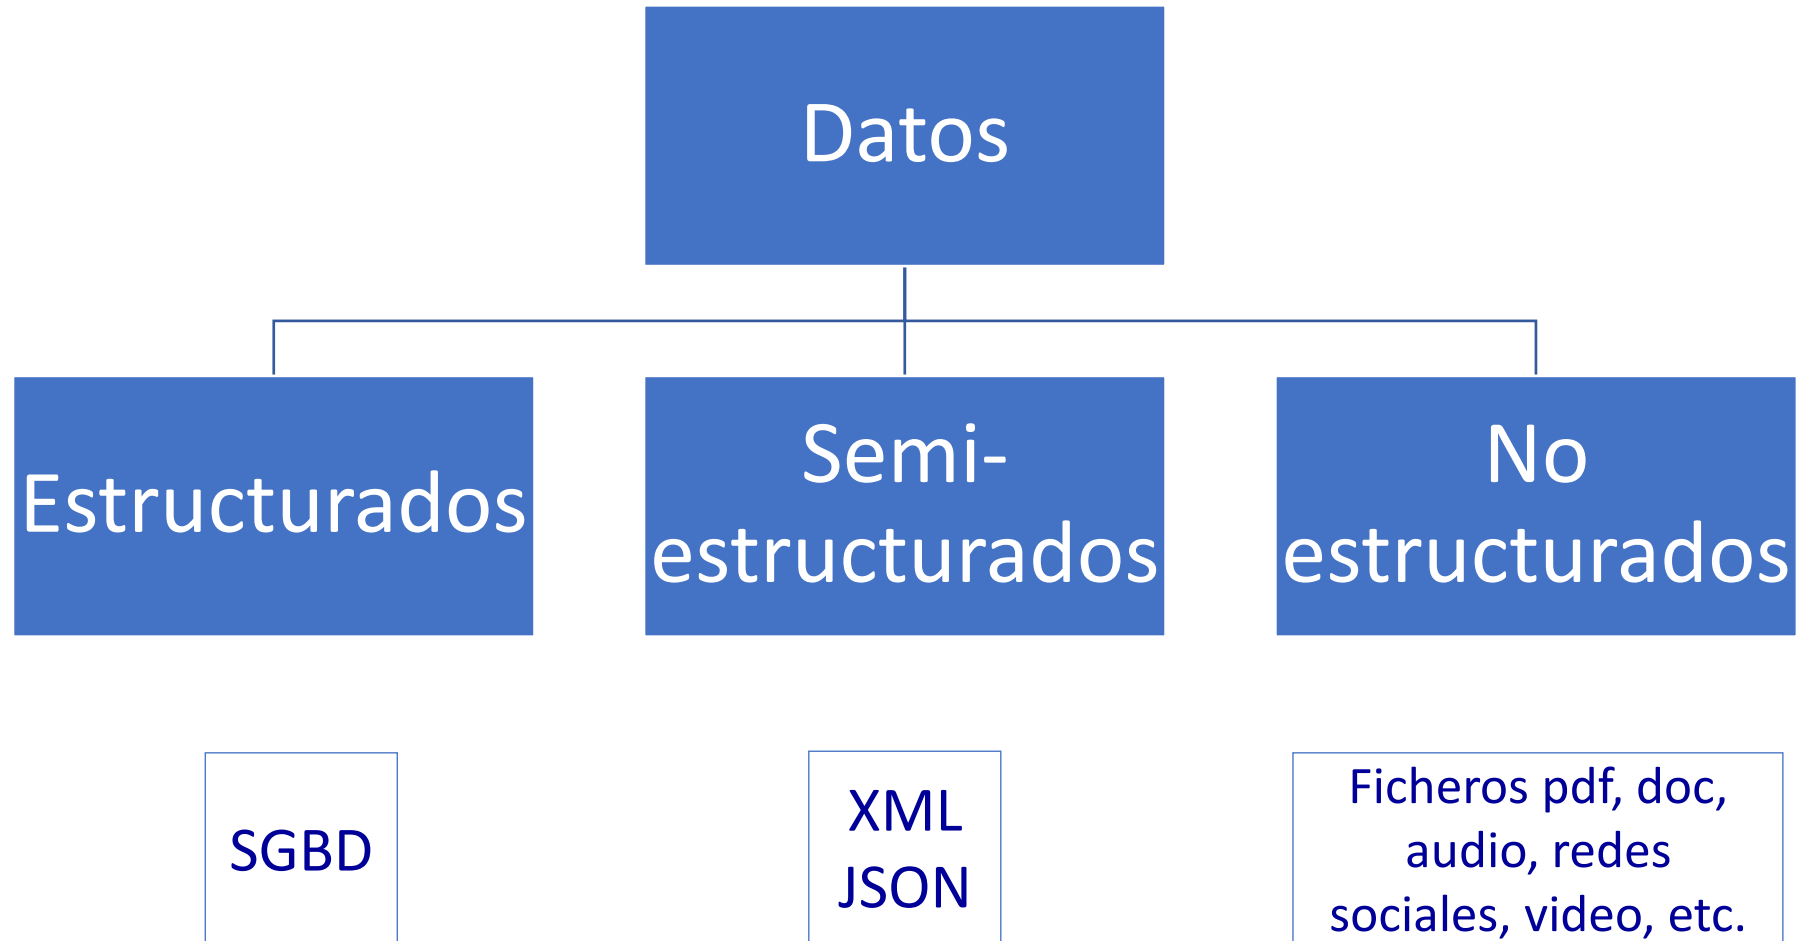 Datos
Estructurados
Semi-
estructurados
No
estructurados
SGBD
XML
JSON
Ficheros pdf, doc,
audio, redes
sociales, video, etc.